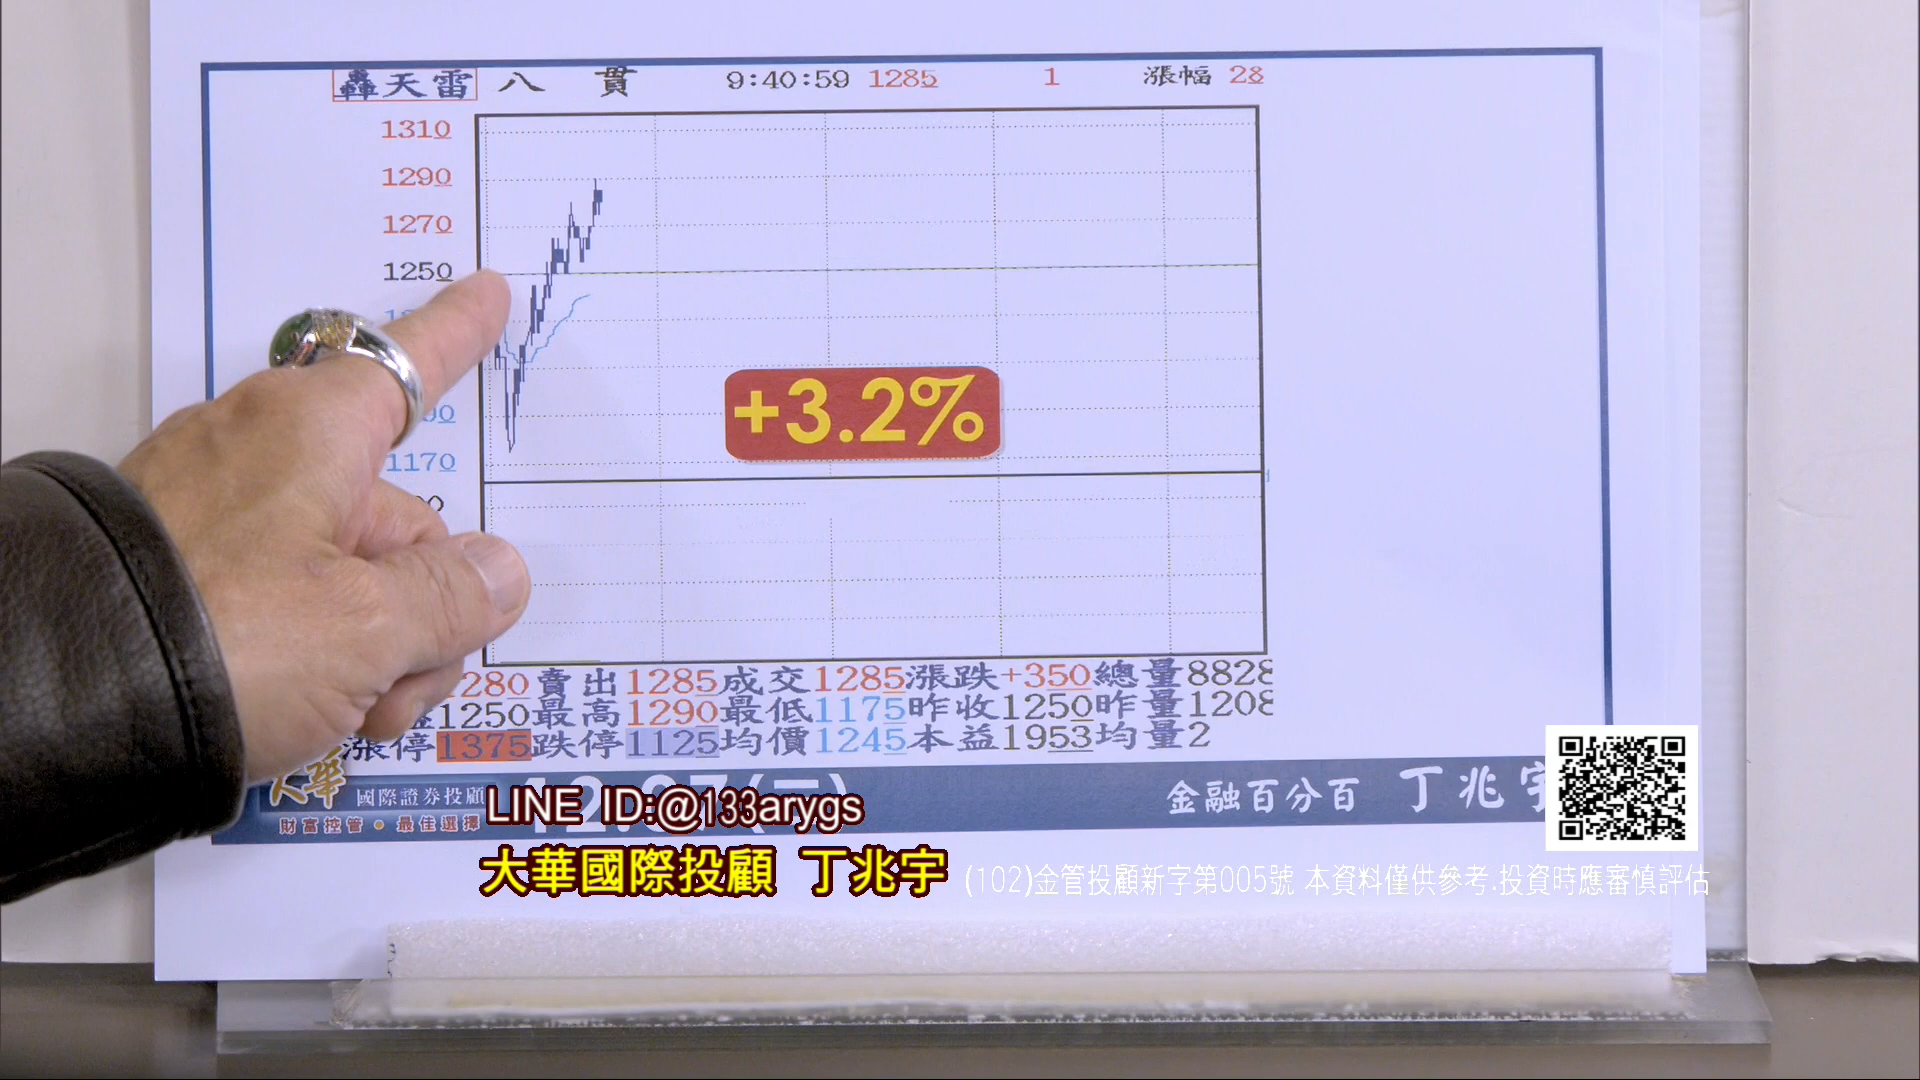 轟天雷 八 貫 9:40:59 1285 1 漲幅 28
1310
1290
1270
1250
1170
+3.2%
1280 賣出 1285 成交 1285 漲跌 +350 總量 8828
1250 最高 1290 最低 1175 昨收 1250 昨量 1208
漲停 1375 跌停 1125 均價 1245 本益 1953 均量 2
大華 國際證券投顧
財富控管 ● 最佳選擇
金融百分百 丁兆宇
LINE ID:@133arygs
大華國際投顧 丁兆宇 (102)金管投顧新字第005號 本資料僅供參考.投資時應審慎評估